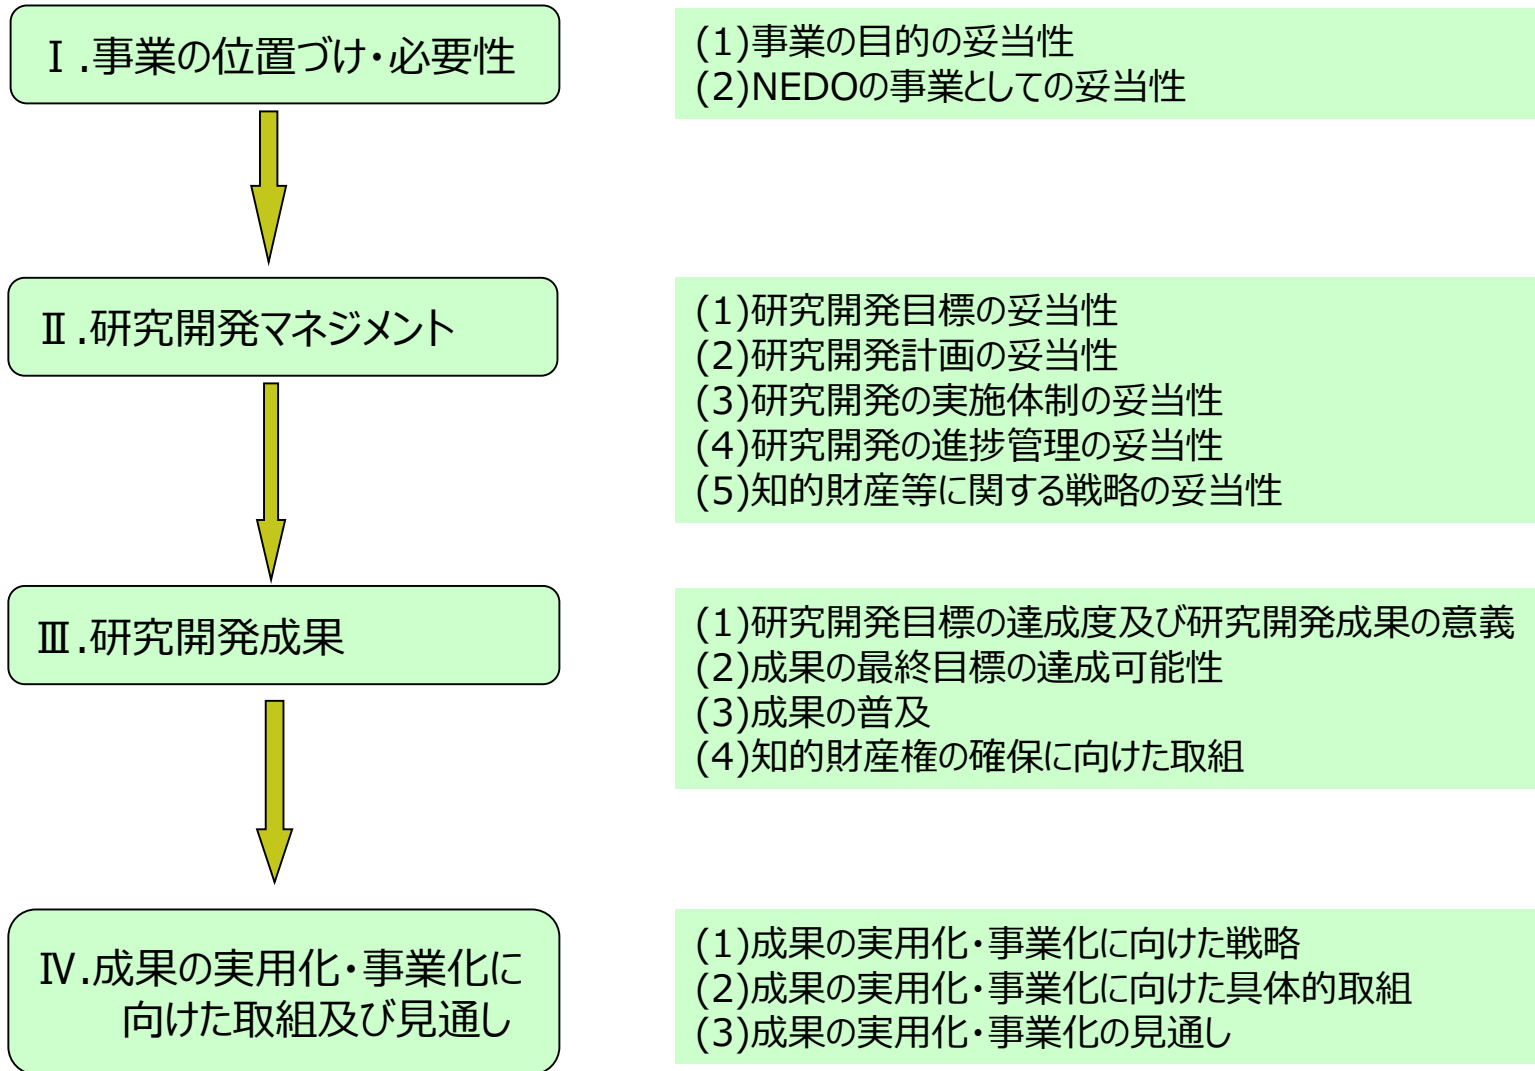 Ⅰ.事業の位置づけ・必要性
(1)事業の目的の妥当性
(2)NEDOの事業としての妥当性
Ⅱ.研究開発マネジメント
(1)研究開発目標の妥当性
(2)研究開発計画の妥当性
(3)研究開発の実施体制の妥当性
(4)研究開発の進捗管理の妥当性
(5)知的財産等に関する戦略の妥当性
Ⅲ.研究開発成果
(1)研究開発目標の達成度及び研究開発成果の意義
(2)成果の最終目標の達成可能性
(3)成果の普及
(4)知的財産権の確保に向けた取組
Ⅳ.成果の実用化・事業化に
向けた取組及び見通し
(1)成果の実用化・事業化に向けた戦略
(2)成果の実用化・事業化に向けた具体的取組
(3)成果の実用化・事業化の見通し